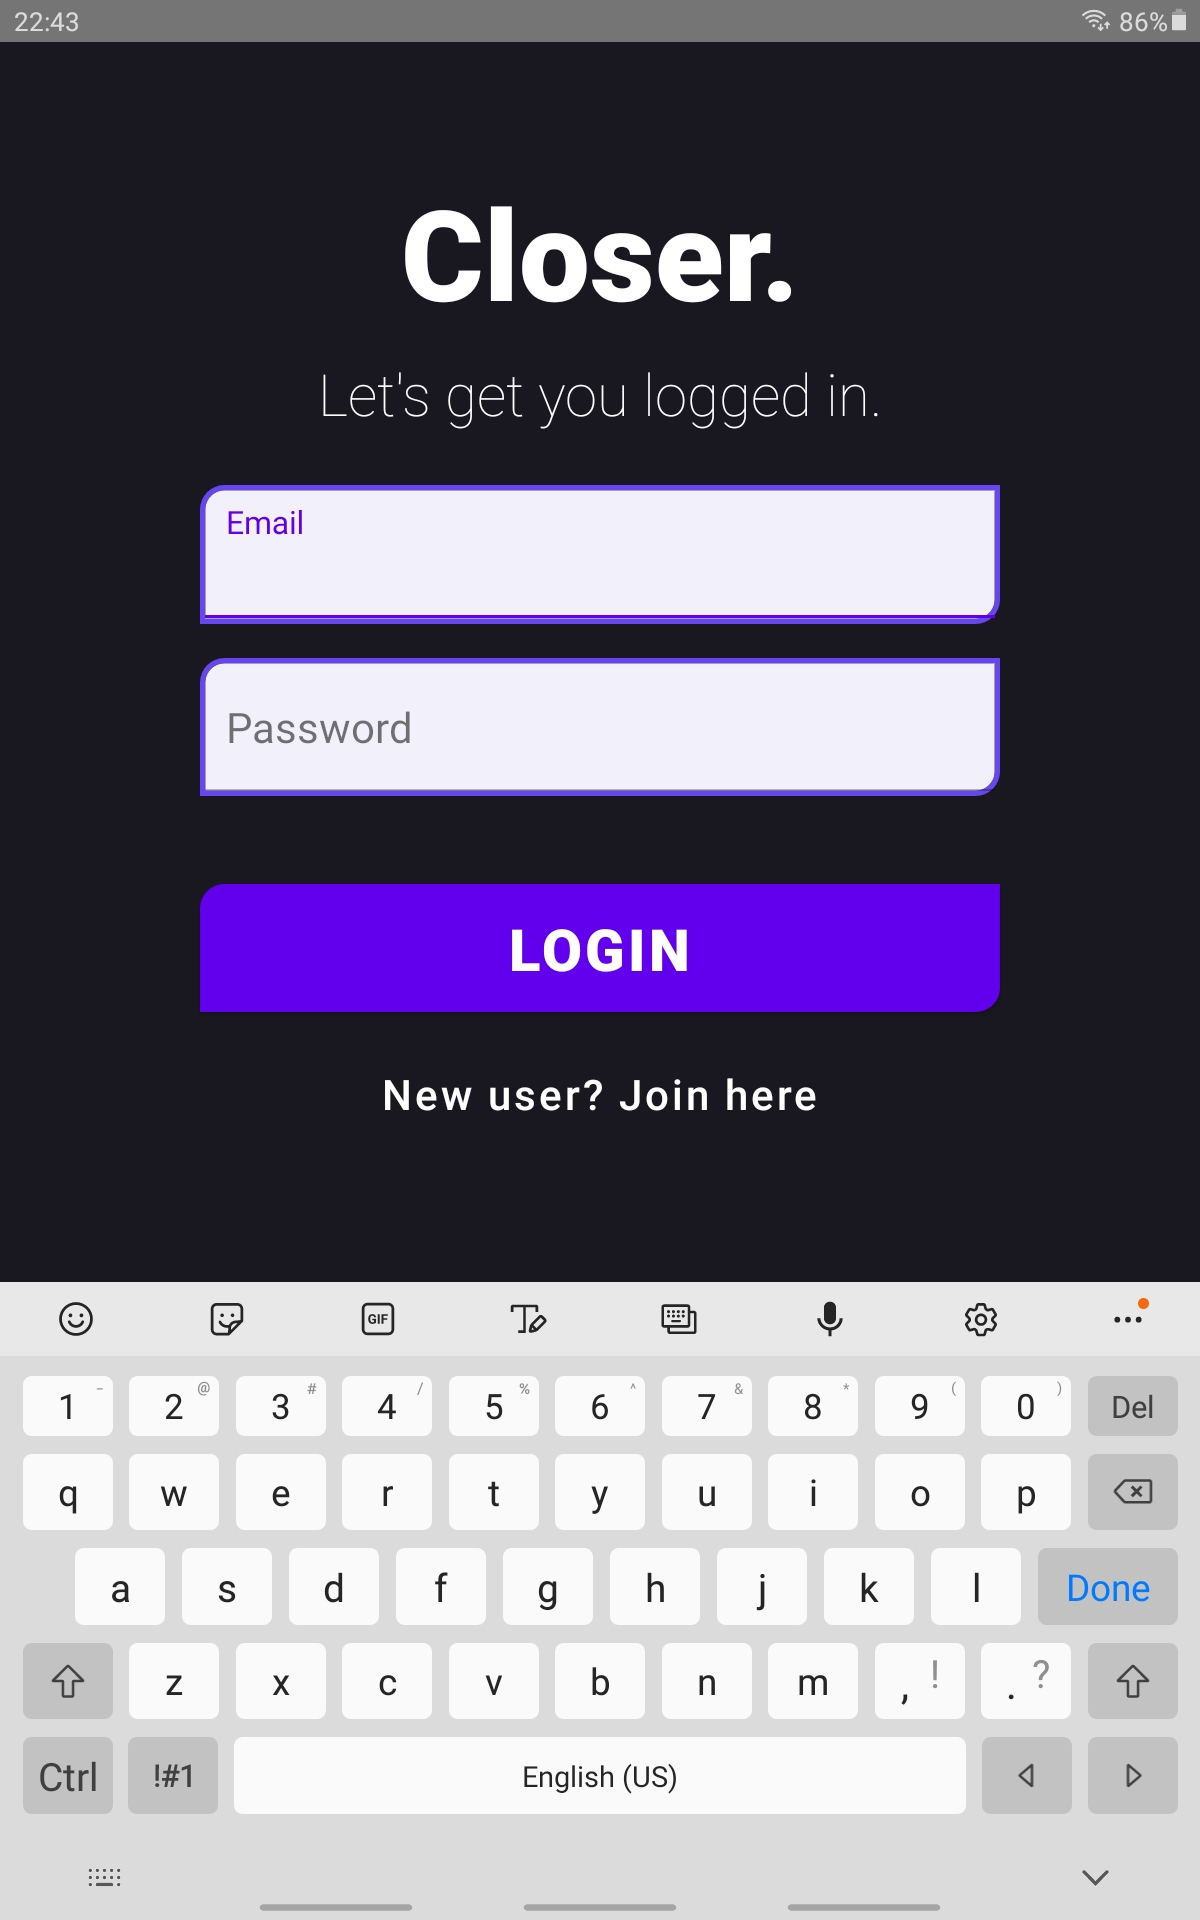 22:43 86%
Closer.
Let's get you logged in.
Email
Password
LOGIN
New user? Join here
GIF
1 - 2 @ 3 # 4 / 5 % 6 ^ 7 & 8 * 9 ( 0 ) Del
q w e r t y u i o p
a s d f g h j k l Done
z x c v b n m , ! . ?
Ctrl !#1 English (US)